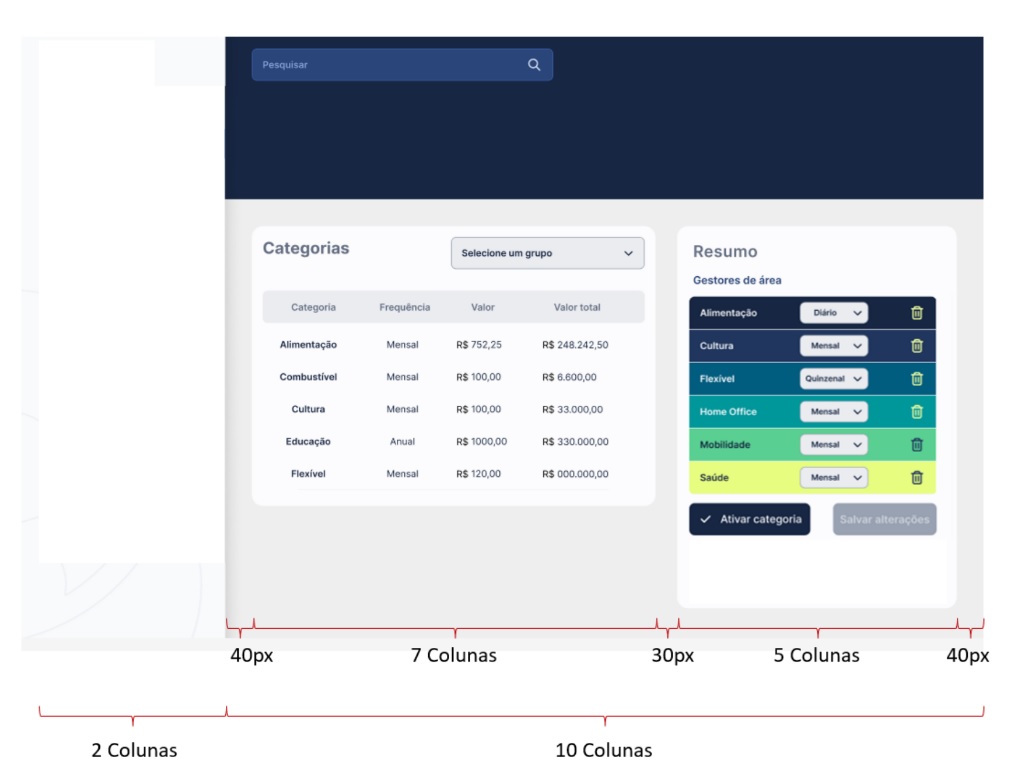 Pesquisar
Categorias
Selecione um grupo
Categoria Frequência Valor Valor total
Alimentação Mensal R$ 752,25 R$ 248.242,50
Combustível Mensal R$ 100,00 R$ 6.600,00
Cultura Mensal R$ 100,00 R$ 33.000,00
Educação Anual R$ 1000,00 R$ 330.000,00
Flexível Mensal R$ 120,00 R$ 000.000,00
Resumo
Gestores de área
Alimentação Diário
Cultura Mensal
Flexível Quinzenal
Home Office Mensal
Mobilidade Mensal
Saúde Mensal
Ativar categoria Salvar alterações
40px 7 Colunas 30px 5 Colunas 40px
2 Colunas 10 Colunas